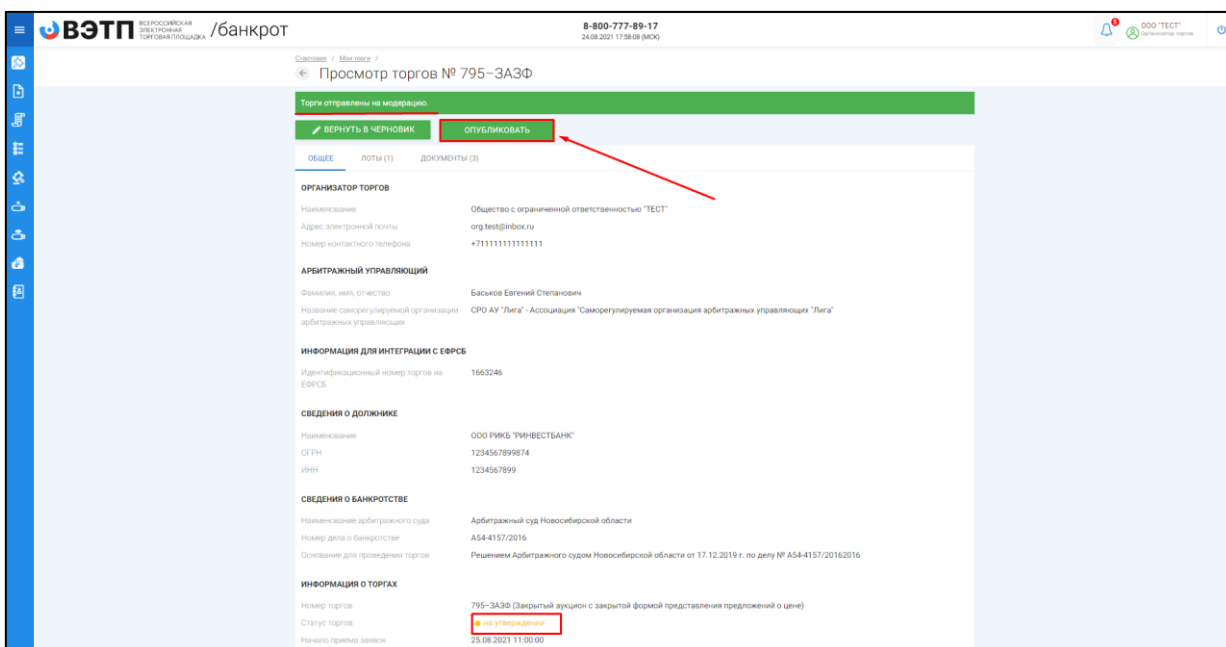 ВЭТП ВСЕРОССИЙСКАЯ ЭЛЕКТРОННАЯ ТОРГОВАЯ ПЛОЩАДКА /банкрот
8-800-777-89-17
24.08.2021 17:58:08 (МСК)
5
ООО "ТЕСТ"
Организатор торгов
Стартовая / Мои торги /
Просмотр торгов № 795-ЗАЗФ
Торги отправлены на модерацию.
ВЕРНУТЬ В ЧЕРНОВИК ОПУБЛИКОВАТЬ
ОБЩЕЕ ЛОТЫ (1) ДОКУМЕНТЫ (3)
ОРГАНИЗАТОР ТОРГОВ
Наименование Общество с ограниченной ответственностью "ТЕСТ"
Адрес электронной почты org.test@inbox.ru
Номер контактного телефона +711111111111111
АРБИТРАЖНЫЙ УПРАВЛЯЮЩИЙ
Фамилия, имя, отчество Баськов Евгений Степанович
Название саморегулируемой организации СРО АУ "Лига" - Ассоциация "Саморегулируемая организация арбитражных управляющих "Лига"
арбитражных управляющих
ИНФОРМАЦИЯ ДЛЯ ИНТЕГРАЦИИ С ЕФРСБ
Идентификационный номер торгов на 1663246
ЕФРСБ
СВЕДЕНИЯ О ДОЛЖНИКЕ
Наименование ООО РИКБ "РИНВЕСТБАНК"
ОГРН 1234567899874
ИНН 1234567899
СВЕДЕНИЯ О БАНКРОТСТВЕ
Наименование арбитражного суда Арбитражный суд Новосибирской области
Номер дела о банкротстве А54-4157/2016
Основание для проведения торгов Решением Арбитражного судом Новосибирской области от 17.12.2019 г. по делу № А54-4157/20162016
ИНФОРМАЦИЯ О ТОРГАХ
Номер торгов 795-ЗАЗФ (Закрытый аукцион с закрытой формой представления предложений о цене)
Статус торгов на утверждении
Начало приема заявок 25.08.2021 11:00:00